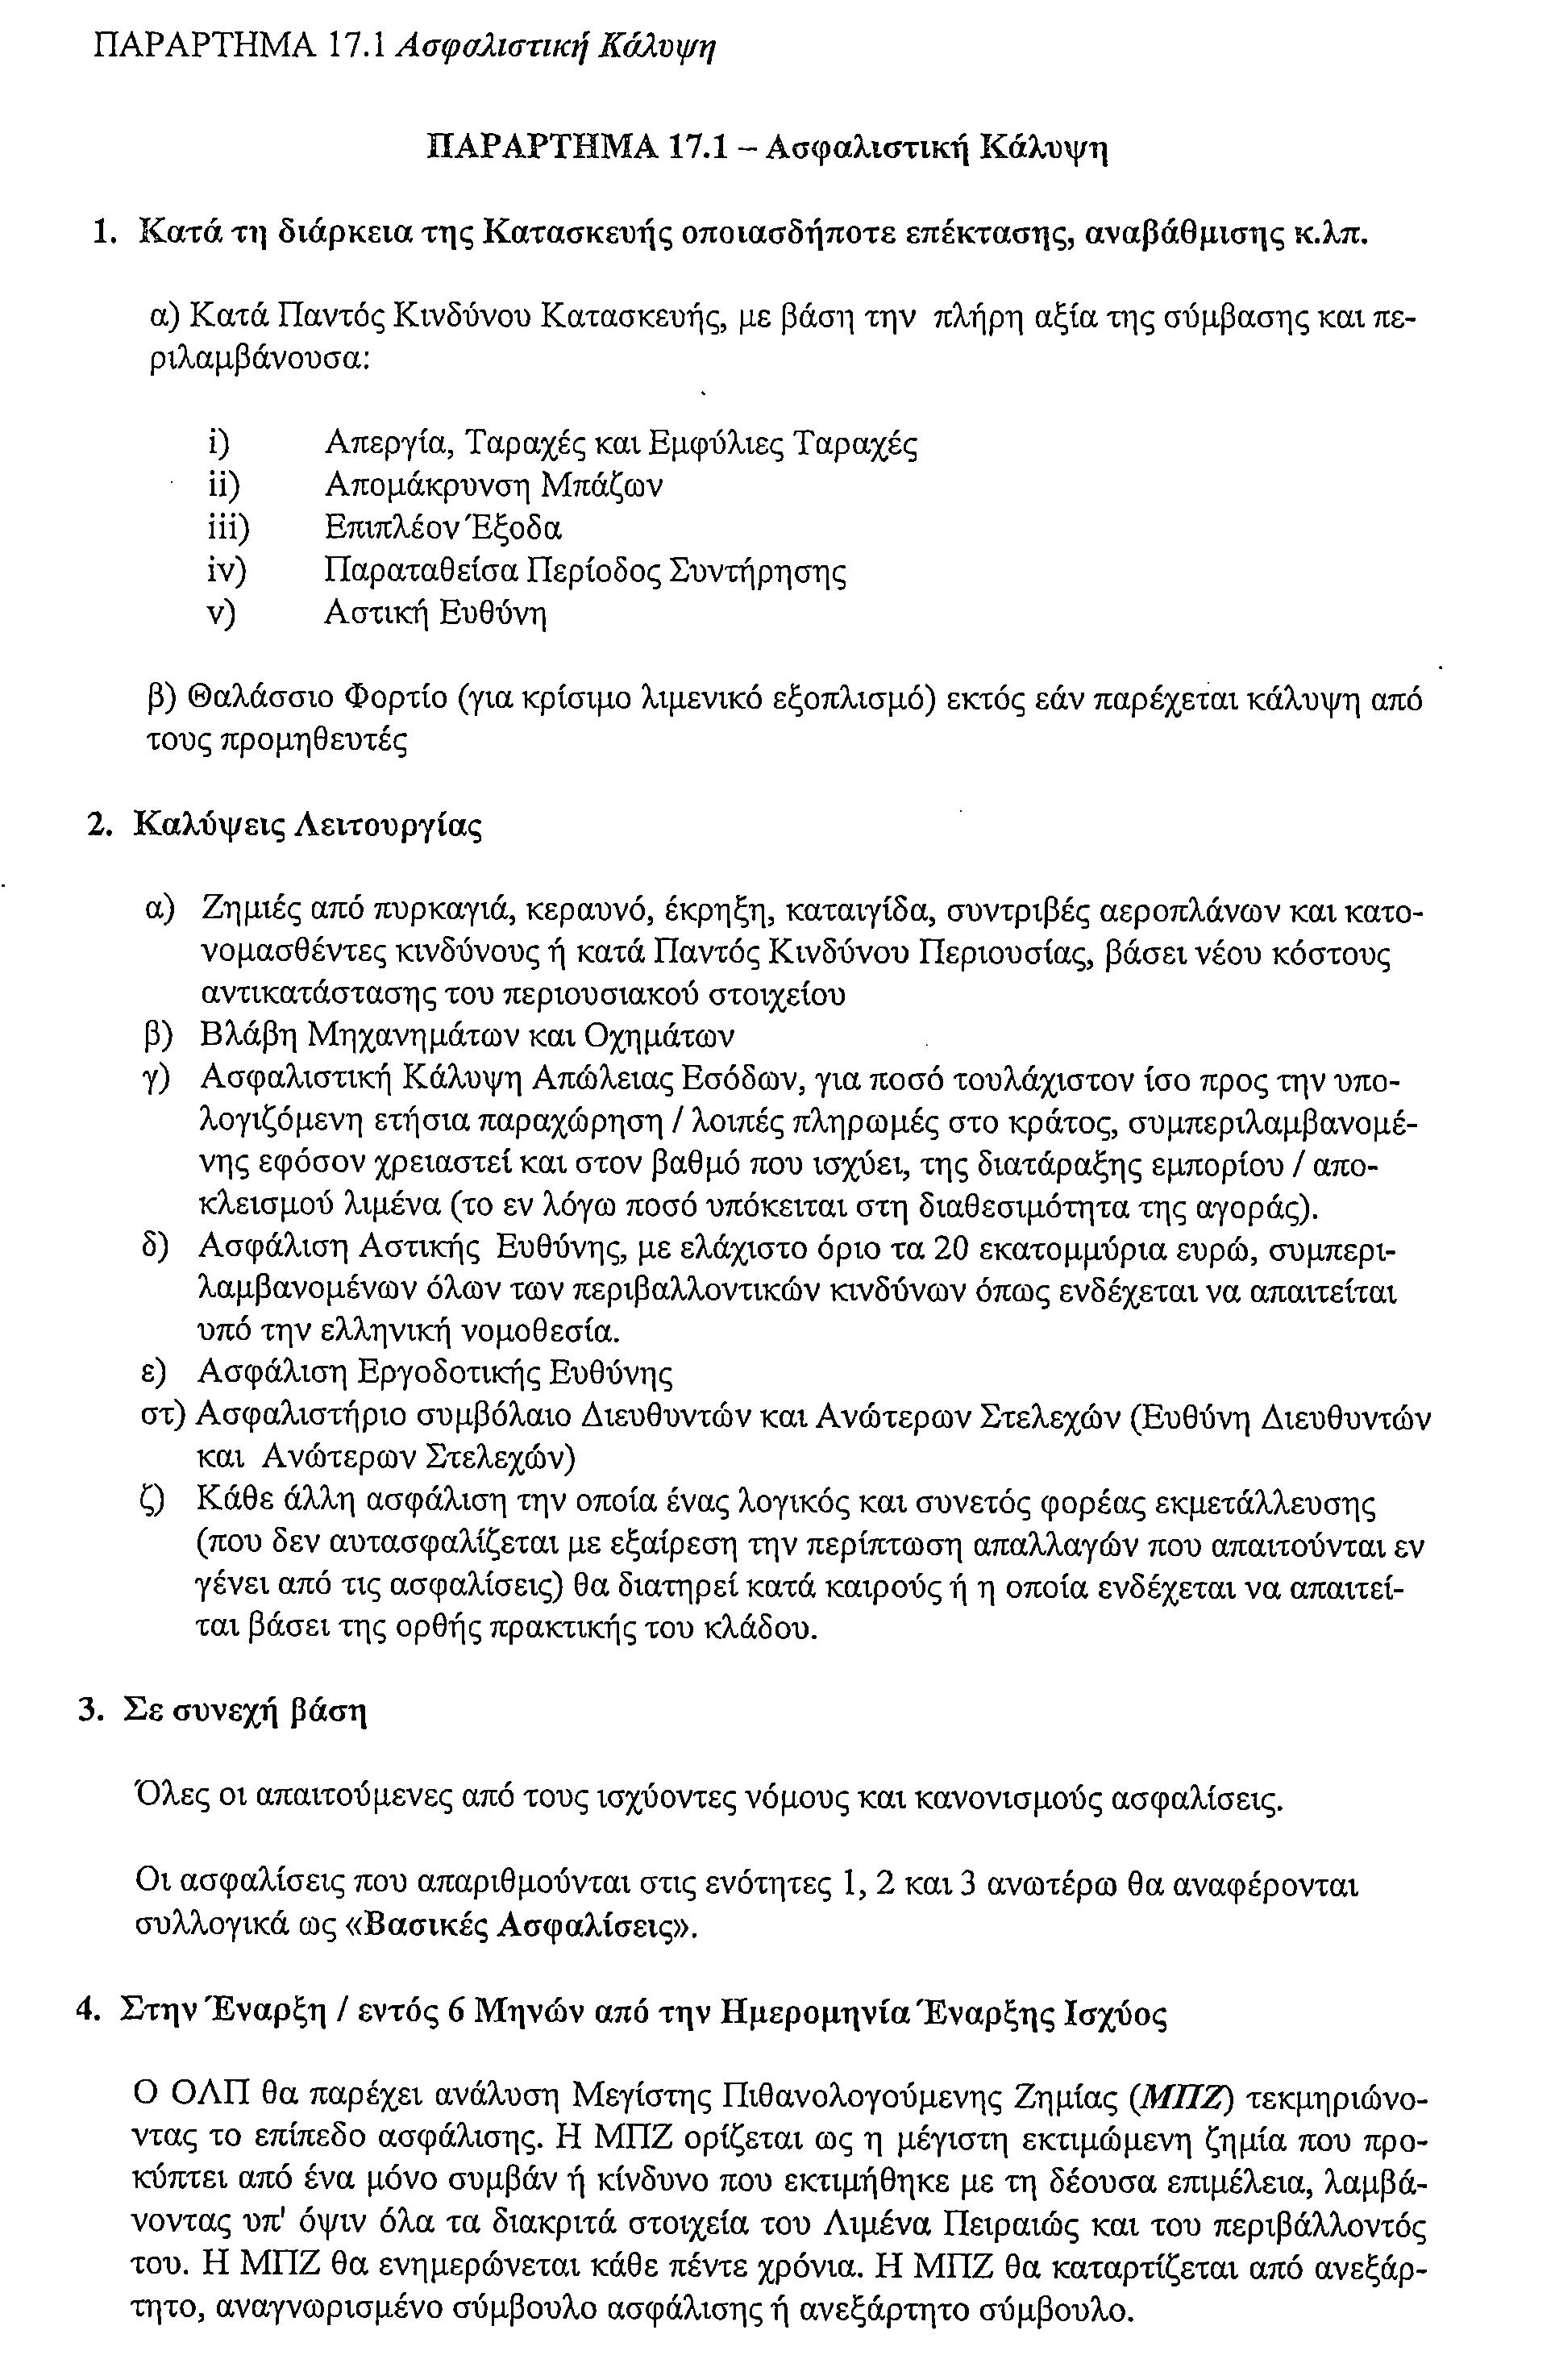 ΠΑΡΑΡΤΗΜΑ 17.1 Ασφαλιστική Κάλυψη
ΠΑΡΑΡΤΗΜΑ 17.1 – Ασφαλιστική Κάλυψη
1. Κατά τη διάρκεια της Κατασκευής οποιασδήποτε επέκτασης, αναβάθμισης κ.λπ.
α) Κατά Παντός Κινδύνου Κατασκευής, με βάση την πλήρη αξία της σύμβασης και πε-
ριλαμβάνουσα:
i) Απεργία, Ταραχές και Εμφύλιες Ταραχές
ii) Απομάκρυνση Μπάζων
iii) Επιπλέον Έξοδα
iv) Παραταθείσα Περίοδος Συντήρησης
v) Αστική Ευθύνη
β) Θαλάσσιο Φορτίο (για κρίσιμο λιμενικό εξοπλισμό) εκτός εάν παρέχεται κάλυψη από
τους προμηθευτές
2. Καλύψεις Λειτουργίας
α) Ζημιές από πυρκαγιά, κεραυνό, έκρηξη, καταιγίδα, συντριβές αεροπλάνων και κατο-
νομασθέντες κινδύνους ή κατά Παντός Κινδύνου Περιουσίας, βάσει νέου κόστους
αντικατάστασης του περιουσιακού στοιχείου
β) Βλάβη Μηχανημάτων και Οχημάτων
γ) Ασφαλιστική Κάλυψη Απώλειας Εσόδων, για ποσό τουλάχιστον ίσο προς την υπο-
λογιζόμενη ετήσια παραχώρηση / λοιπές πληρωμές στο κράτος, συμπεριλαμβανομέ-
νης εφόσον χρειαστεί και στον βαθμό που ισχύει, της διατάραξης εμπορίου / απο-
κλεισμού λιμένα (το εν λόγω ποσό υπόκειται στη διαθεσιμότητα της αγοράς).
δ) Ασφάλιση Αστικής Ευθύνης, με ελάχιστο όριο τα 20 εκατομμύρια ευρώ, συμπερι-
λαμβανομένων όλων των περιβαλλοντικών κινδύνων όπως ενδέχεται να απαιτείται
υπό την ελληνική νομοθεσία.
ε) Ασφάλιση Εργοδοτικής Ευθύνης
στ) Ασφαλιστήριο συμβόλαιο Διευθυντών και Ανώτερων Στελεχών (Ευθύνη Διευθυντών
και Ανώτερων Στελεχών)
ζ) Κάθε άλλη ασφάλιση την οποία ένας λογικός και συνετός φορέας εκμετάλλευσης
(που δεν αυτασφαλίζεται με εξαίρεση την περίπτωση απαλλαγών που απαιτούνται εν
γένει από τις ασφαλίσεις) θα διατηρεί κατά καιρούς ή η οποία ενδέχεται να απαιτεί-
ται βάσει της ορθής πρακτικής του κλάδου.
3. Σε συνεχή βάση
Όλες οι απαιτούμενες από τους ισχύοντες νόμους και κανονισμούς ασφαλίσεις.
Οι ασφαλίσεις που απαριθμούνται στις ενότητες 1, 2 και 3 ανωτέρω θα αναφέρονται
συλλογικά ως «Βασικές Ασφαλίσεις».
4. Στην Έναρξη / εντός 6 Μηνών από την Ημερομηνία Έναρξης Ισχύος
Ο ΟΛΠ θα παρέχει ανάλυση Μεγίστης Πιθανολογούμενης Ζημίας (ΜΠΖ) τεκμηριώνο-
ντας το επίπεδο ασφάλισης. Η ΜΠΖ ορίζεται ως η μέγιστη εκτιμώμενη ζημία που προ-
κύπτει από ένα μόνο συμβάν ή κίνδυνο που εκτιμήθηκε με τη δέουσα επιμέλεια, λαμβά-
νοντας υπ' όψιν όλα τα διακριτά στοιχεία του Λιμένα Πειραιώς και του περιβάλλοντός
του. Η ΜΠΖ θα ενημερώνεται κάθε πέντε χρόνια. Η ΜΠΖ θα καταρτίζεται από ανεξάρ-
τητο, αναγνωρισμένο σύμβουλο ασφάλισης ή ανεξάρτητο σύμβουλο.